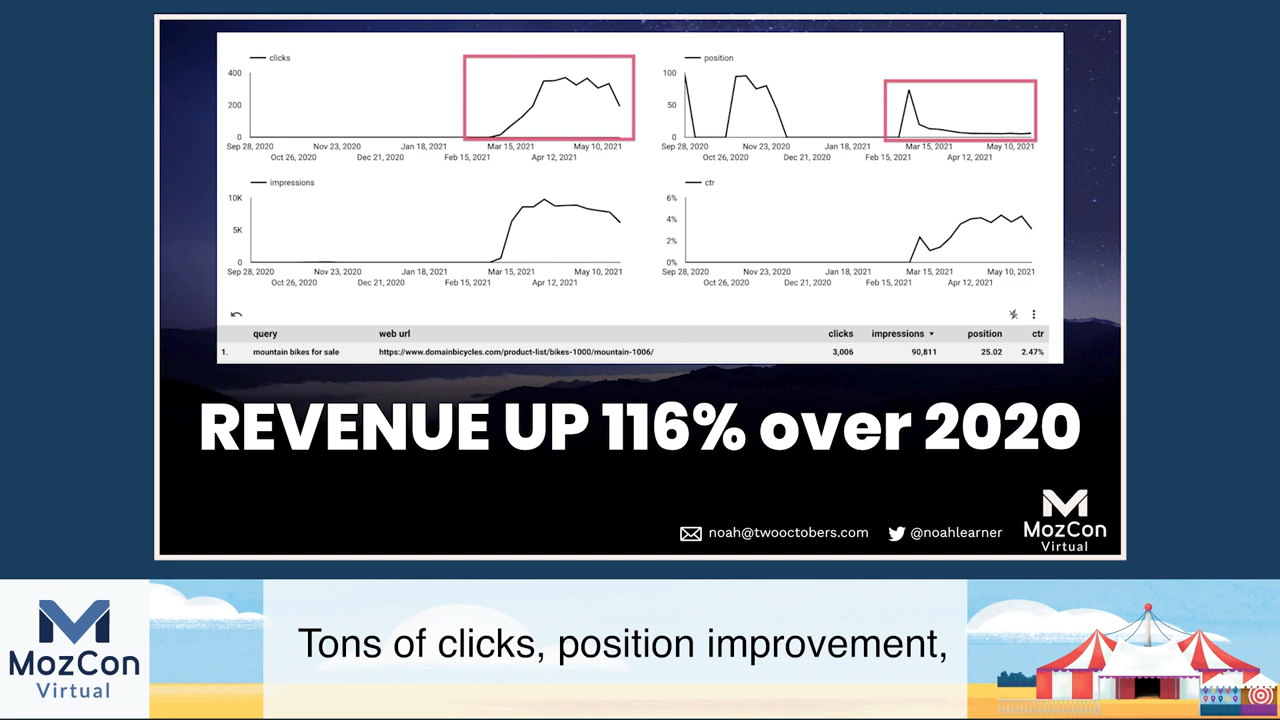 clicks
400
200
0
Sep 28, 2020 Nov 23, 2020 Jan 18, 2021 Mar 15, 2021 May 10, 2021
Oct 26, 2020 Dec 21, 2020 Feb 15, 2021 Apr 12, 2021
position
100
50
0
Sep 28, 2020 Nov 23, 2020 Jan 18, 2021 Mar 15, 2021 May 10, 2021
Oct 26, 2020 Dec 21, 2020 Feb 15, 2021 Apr 12, 2021
impressions
10K
5K
0
Sep 28, 2020 Nov 23, 2020 Jan 18, 2021 Mar 15, 2021 May 10, 2021
Oct 26, 2020 Dec 21, 2020 Feb 15, 2021 Apr 12, 2021
ctr
6%
4%
2%
0%
Sep 28, 2020 Nov 23, 2020 Jan 18, 2021 Mar 15, 2021 May 10, 2021
Oct 26, 2020 Dec 21, 2020 Feb 15, 2021 Apr 12, 2021
query web url clicks impressions position ctr
1. mountain bikes for sale https://www.domainbicycles.com/product-list/bikes-1000/mountain-1006/ 3,006 90,811 25.02 2.47%
REVENUE UP 116% over 2020
noah@twooctobers.com @noahlearner
MozCon
Virtual
MozCon
Virtual
Tons of clicks, position improvement,